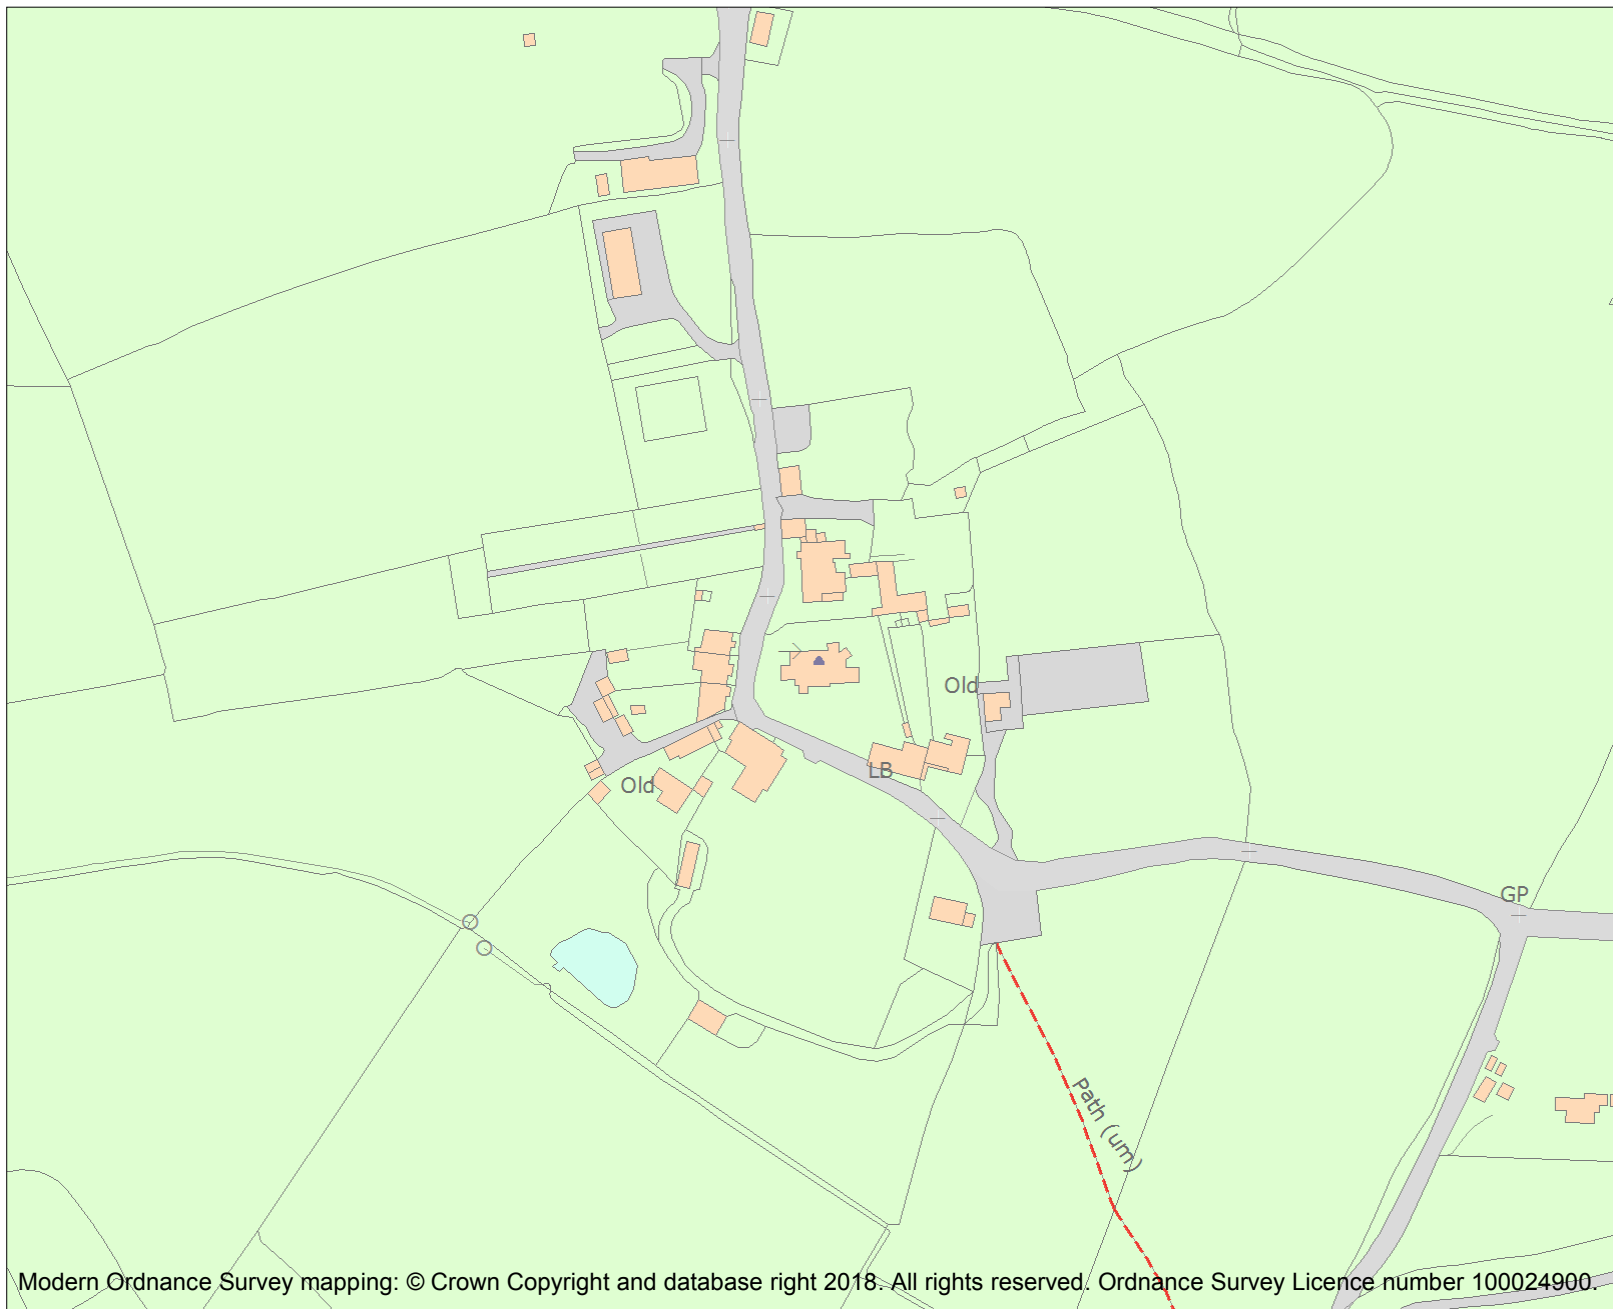 Old
LB
Old
GP
Path (um)
Modern Ordnance Survey mapping: © Crown Copyright and database right 2018. All rights reserved. Ordnance Survey Licence number 100024900.